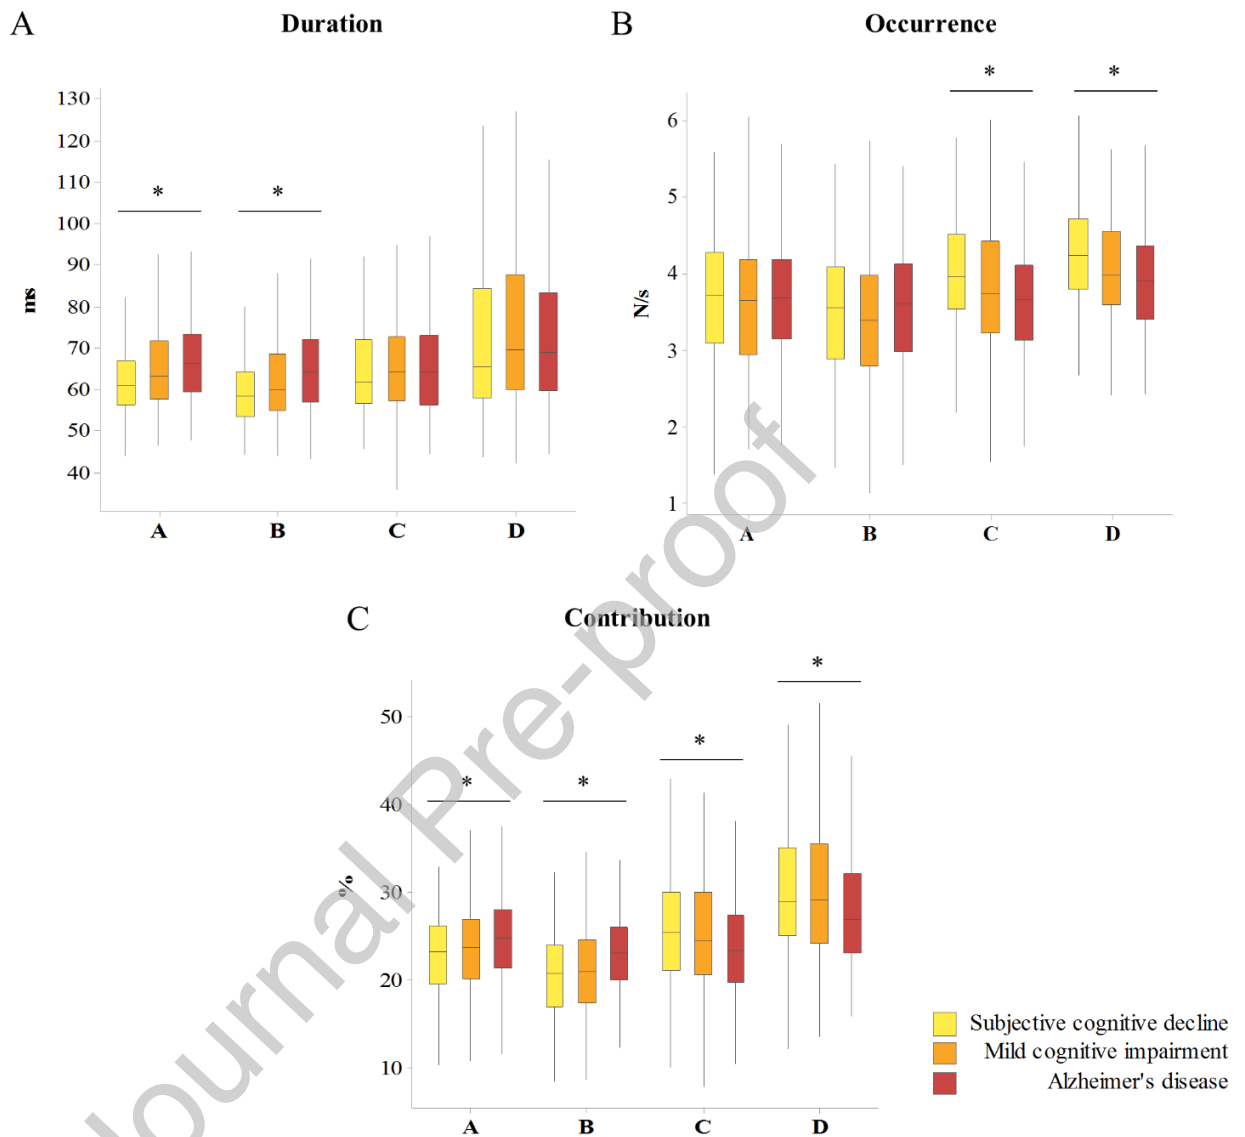 A
Duration
130
120
110
100
90
80
70
60
50
40
ms
*
*
A
B
C
D
B
Occurrence
6
5
4
3
2
1
N/s
*
*
A
B
C
D
C
Contribution
50
40
30
20
10
%
*
*
*
*
A
B
C
D
Subjective cognitive decline
Mild cognitive impairment
Alzheimer's disease
Journal Pre-proof